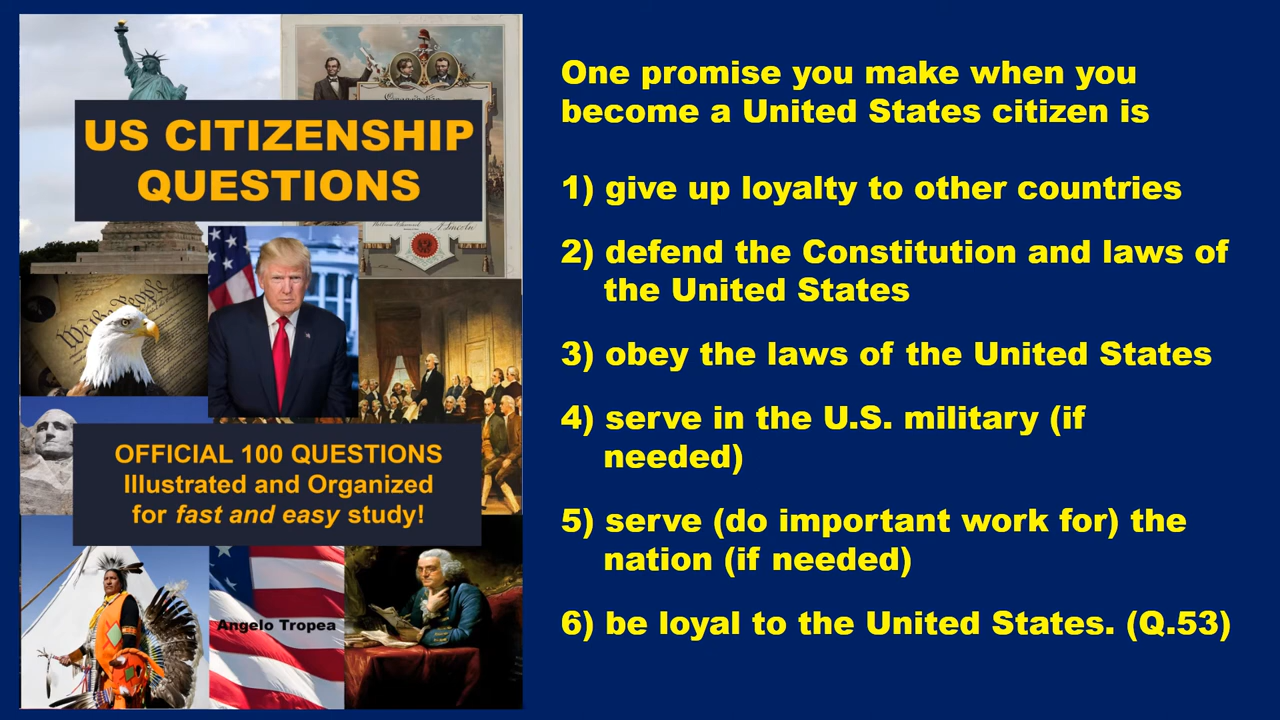 US CITIZENSHIP
QUESTIONS
We the People
OFFICIAL 100 QUESTIONS
Illustrated and Organized
for fast and easy study!
Angelo Tropea
One promise you make when you
become a United States citizen is
1) give up loyalty to other countries
2) defend the Constitution and laws of
the United States
3) obey the laws of the United States
4) serve in the U.S. military (if
needed)
5) serve (do important work for) the
nation (if needed)
6) be loyal to the United States. (Q.53)